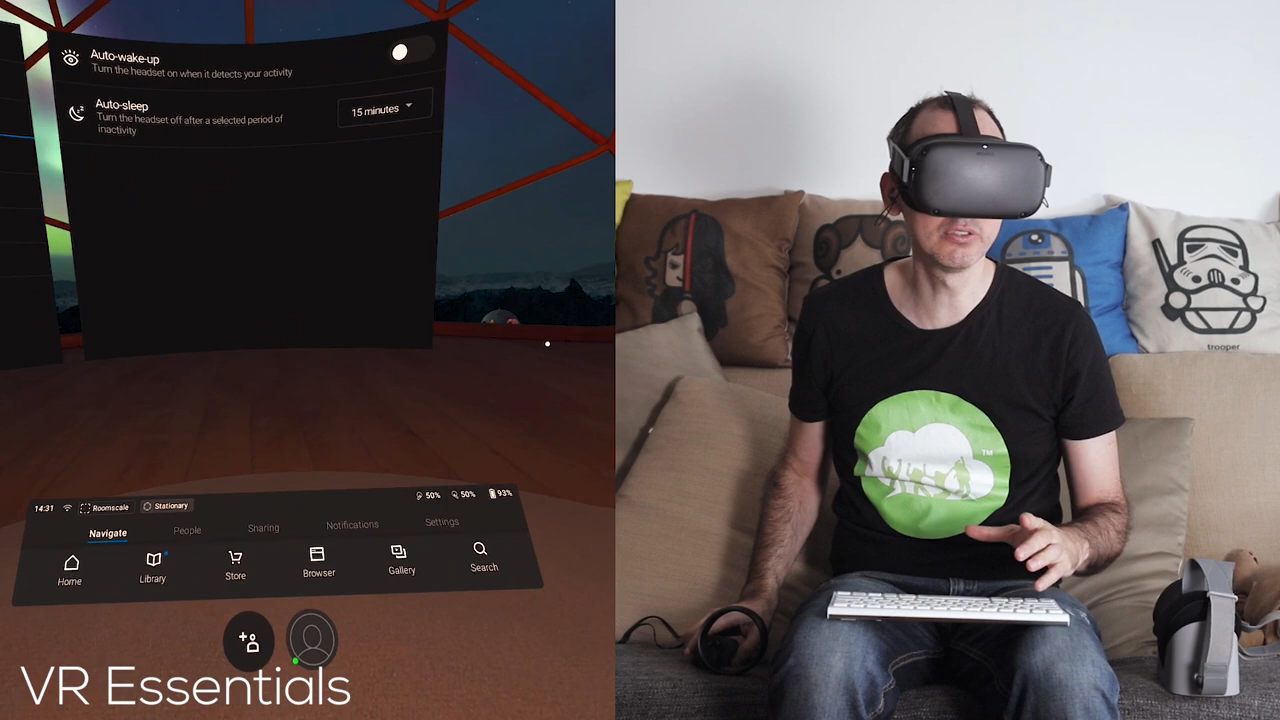 Auto-wake-up
Turn the headset on when it detects your activity
Auto-sleep
Turn the headset off after a selected period of
inactivity
15 minutes
14:31 Roomscale Stationary 50% 50% 93%
Navigate People Sharing Notifications Settings
Home Library Store Browser Gallery Search
VR Essentials
trooper
TM